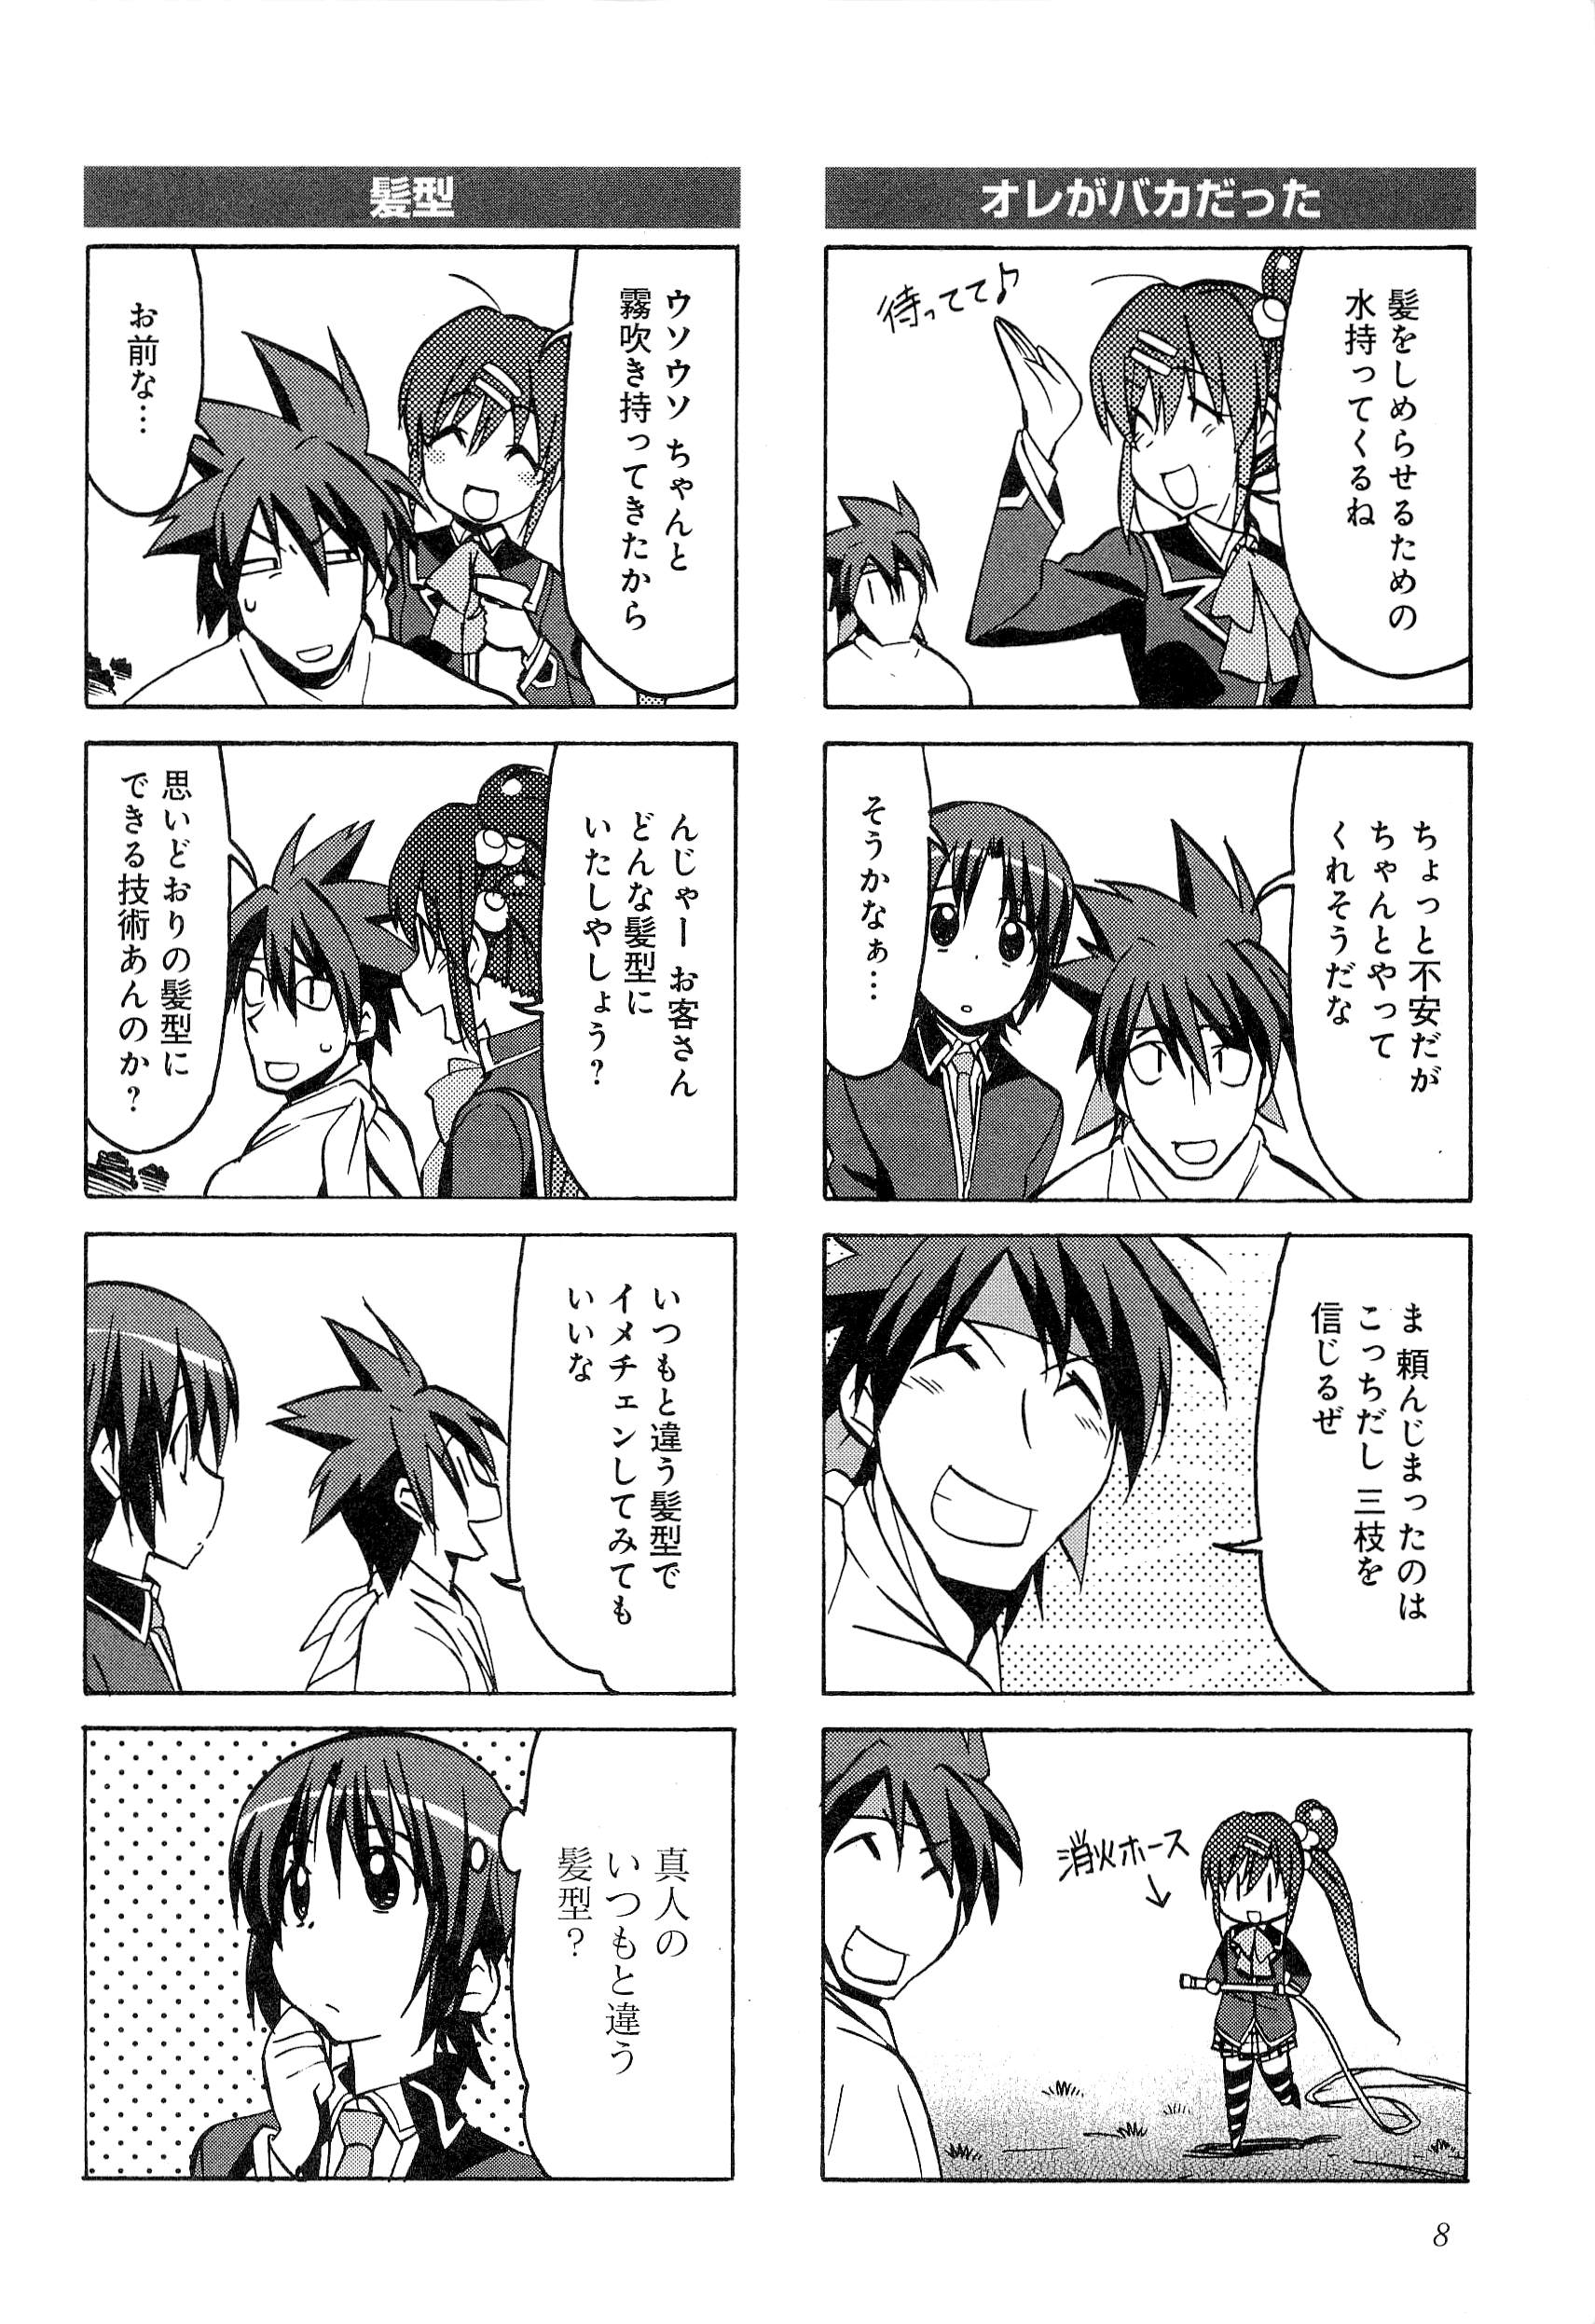 オレがバカだった
髪をしめらせるための
水持ってくるね
待ってて♪
ちょっと不安だが
ちゃんとやって
くれそうだな
そうかなぁ…
ま 頼んじまったのは
こっちだし 三枝を
信じるぜ
消火ホース
髪型
ウソウソ ちゃんと
霧吹き持ってきたから
お前な…
んじゃー お客さん
どんな髪型に
いたしやしょう?
思いどおりの髪型に
できる技術あんのか?
いつもと違う髪型で
イメチェンしてみても
いいな
真人の
いつもと違う
髪型?
8